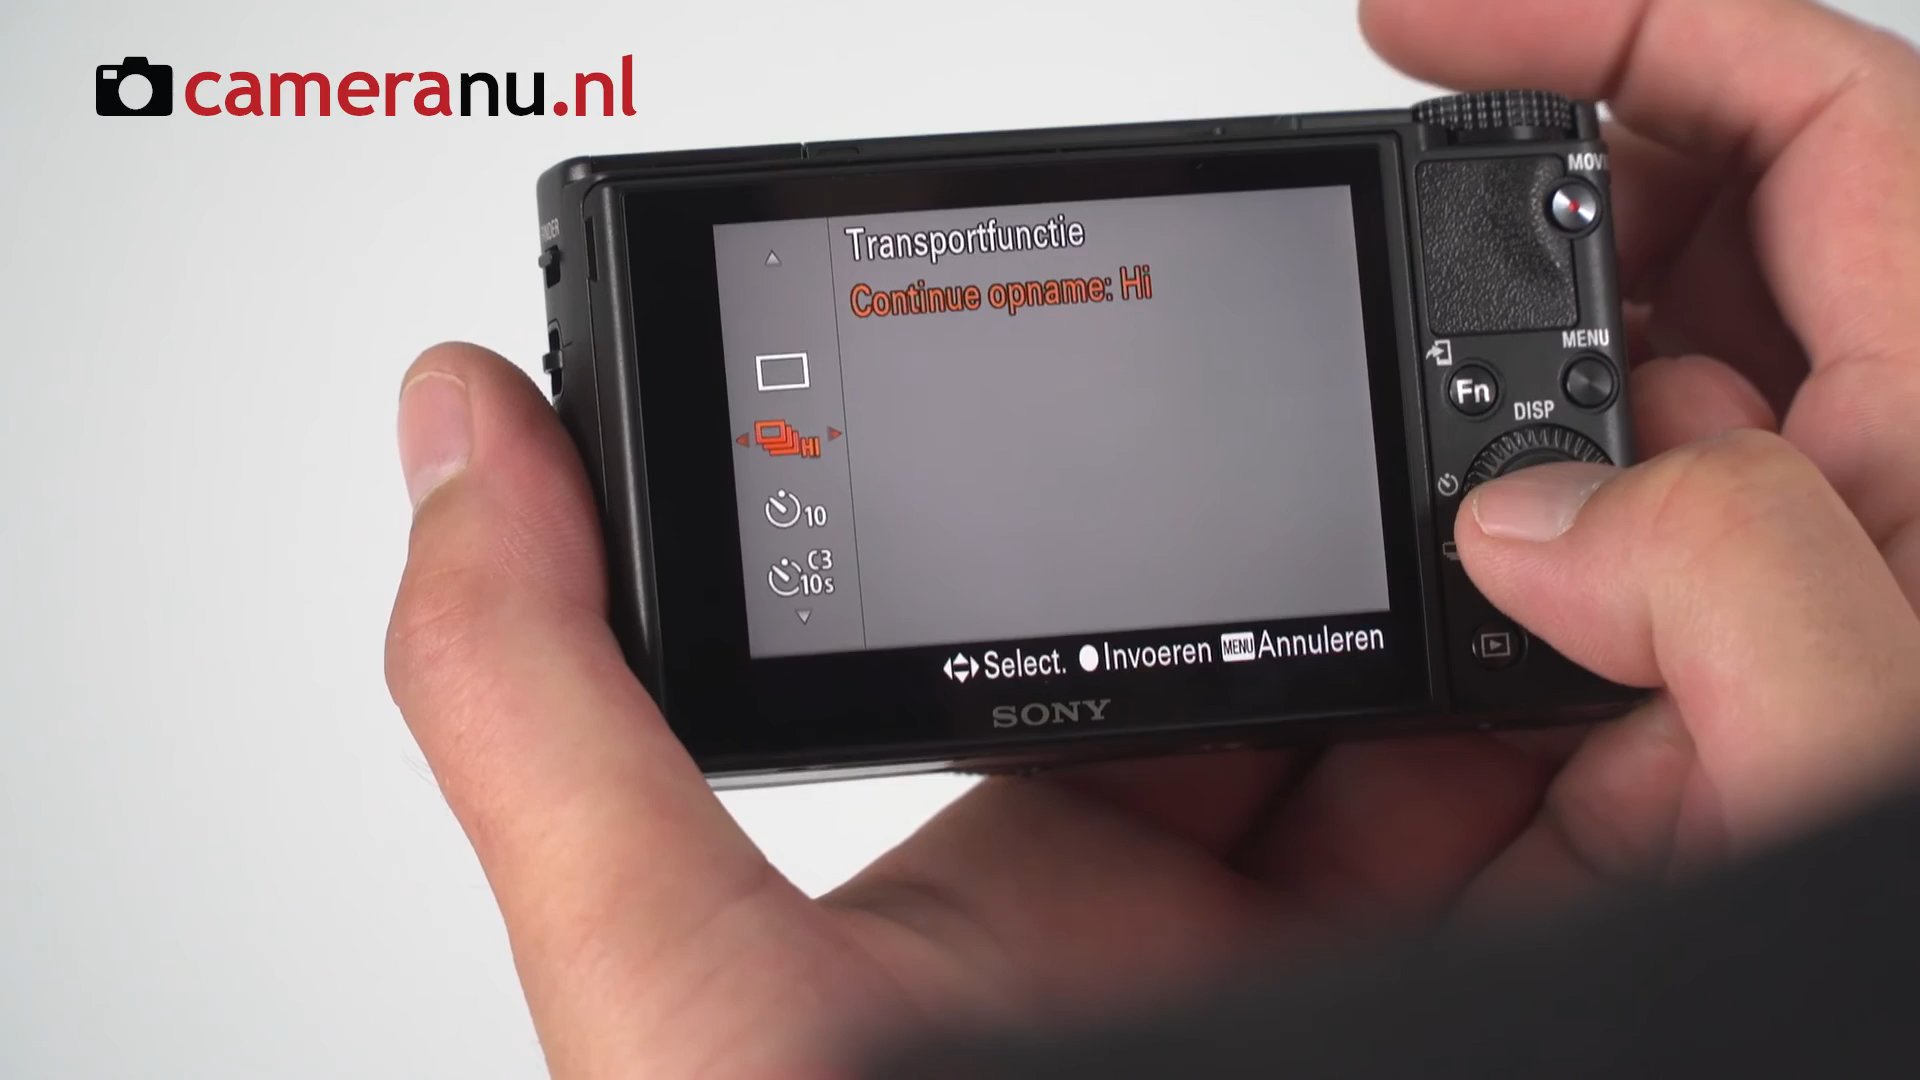 cameranu.nl
Transportfunctie
Continue opname: Hi
HI
10
C3
10s
Select. Invoeren MENU Annuleren
SONY
MOVI
MENU
Fn
DISP